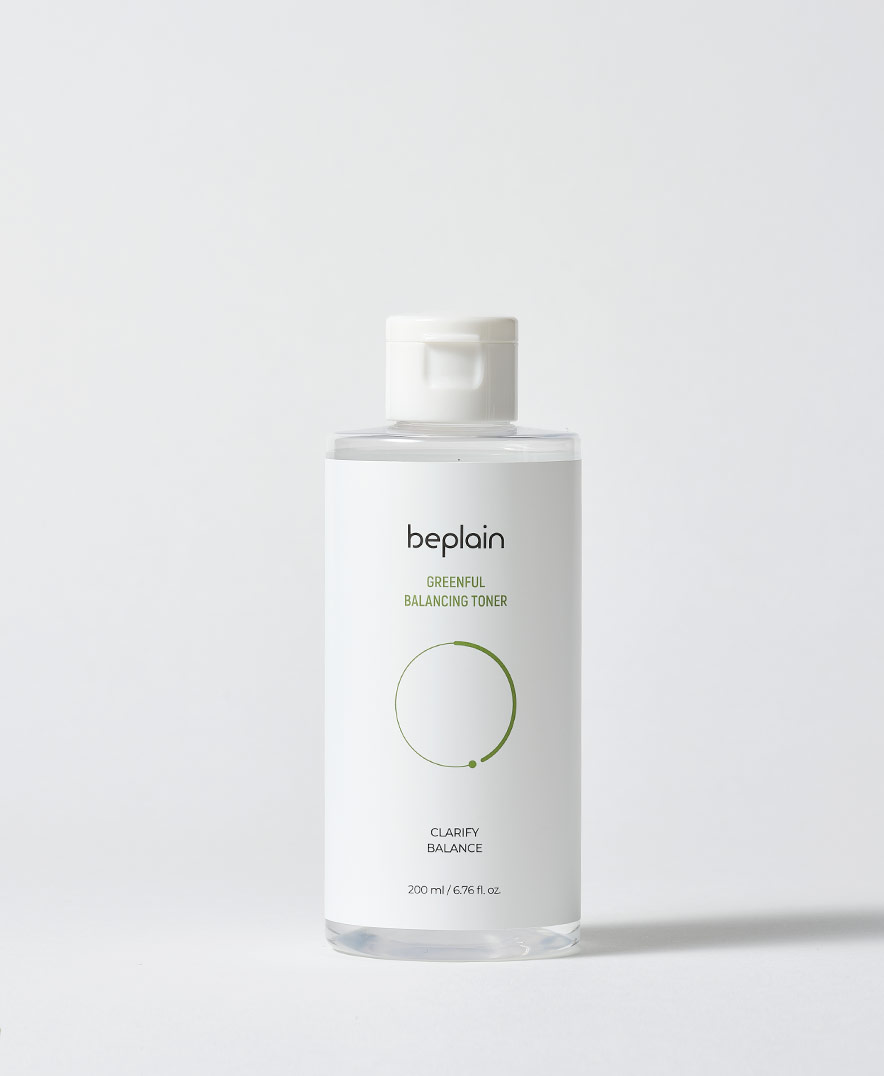 beplain
GREENFUL
BALANCING TONER
CLARIFY
BALANCE
200 ml / 6.76 fl. oz.